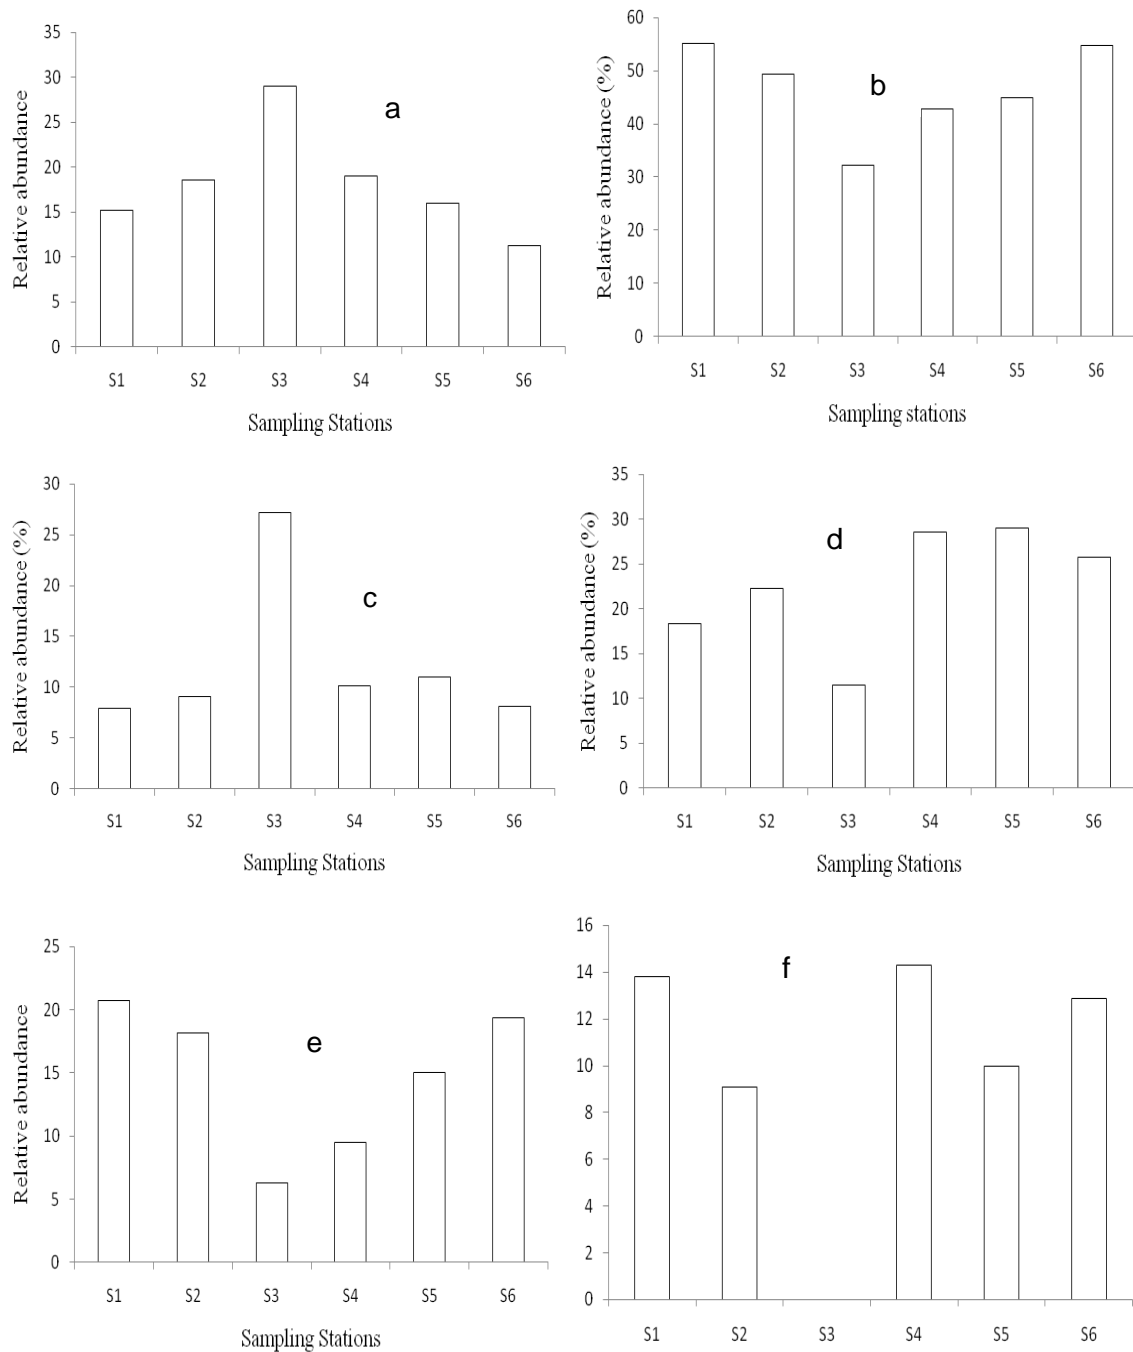 35
30
25
20
15
10
5
0
Relative abundance
a
S1 S2 S3 S4 S5 S6
Sampling Stations
60
50
40
30
20
10
0
Relative abundance (%)
b
S1 S2 S3 S4 S5 S6
Sampling stations
30
25
20
15
10
5
0
Relative abundance (%)
c
S1 S2 S3 S4 S5 S6
Sampling Stations
35
30
25
20
15
10
5
0
Relative abundance (%)
d
S1 S2 S3 S4 S5 S6
Sampling Stations
25
20
15
10
5
0
Relative abundance
e
S1 S2 S3 S4 S5 S6
Sampling Stations
16
14
12
10
8
6
4
2
0
f
S1 S2 S3 S4 S5 S6